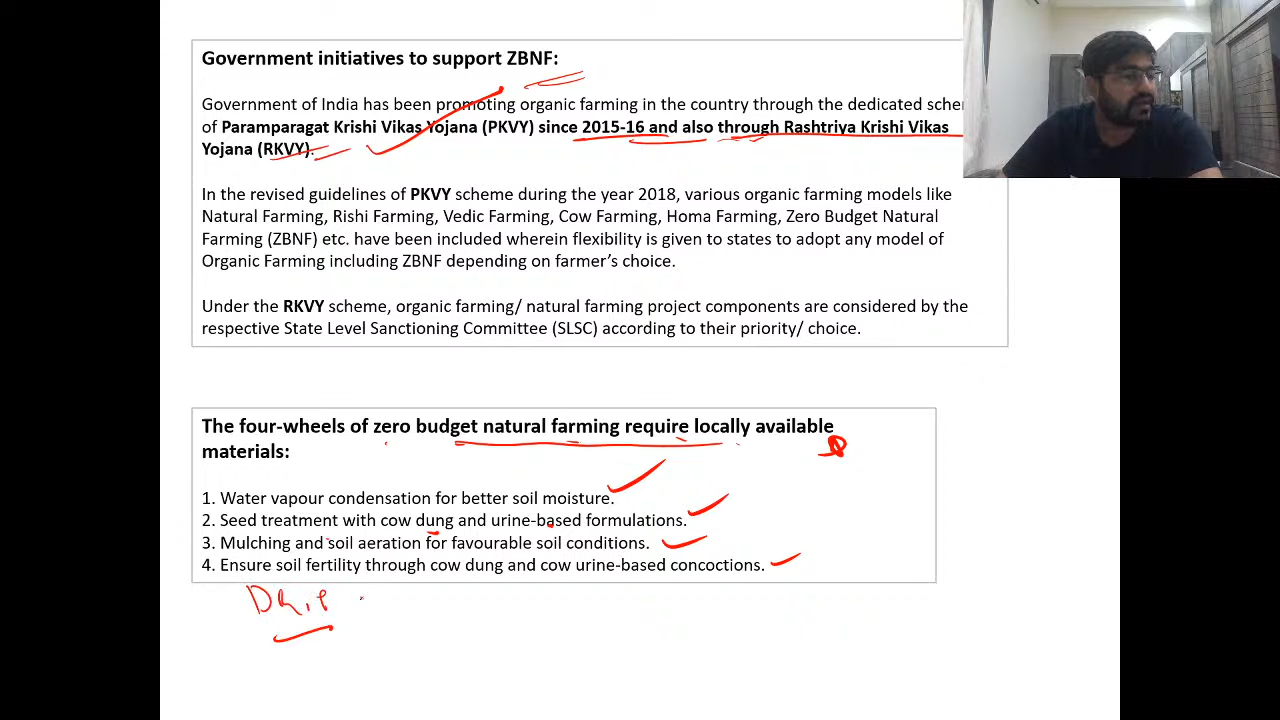 Government initiatives to support ZBNF:
Government of India has been promoting organic farming in the country through the dedicated
of Paramparagat Krishi Vikas Yojana (PKVY) since 2015-16 and also through Rashtriya Krishi Vikas
Yojana (RKVY).
In the revised guidelines of PKVY scheme during the year 2018, various organic farming models like
Natural Farming, Rishi Farming, Vedic Farming, Cow Farming, Homa Farming, Zero Budget Natural
Farming (ZBNF) etc. have been included wherein flexibility is given to states to adopt any model of
Organic Farming including ZBNF depending on farmer's choice.
Under the RKVY scheme, organic farming/ natural farming project components are considered by the
respective State Level Sanctioning Committee (SLSC) according to their priority/ choice.
The four-wheels of zero budget natural farming require locally available
materials:
1. Water vapour condensation for better soil moisture.
2. Seed treatment with cow dung and urine-based formulations.
3. Mulching and soil aeration for favourable soil conditions.
4. Ensure soil fertility through cow dung and cow urine-based concoctions.